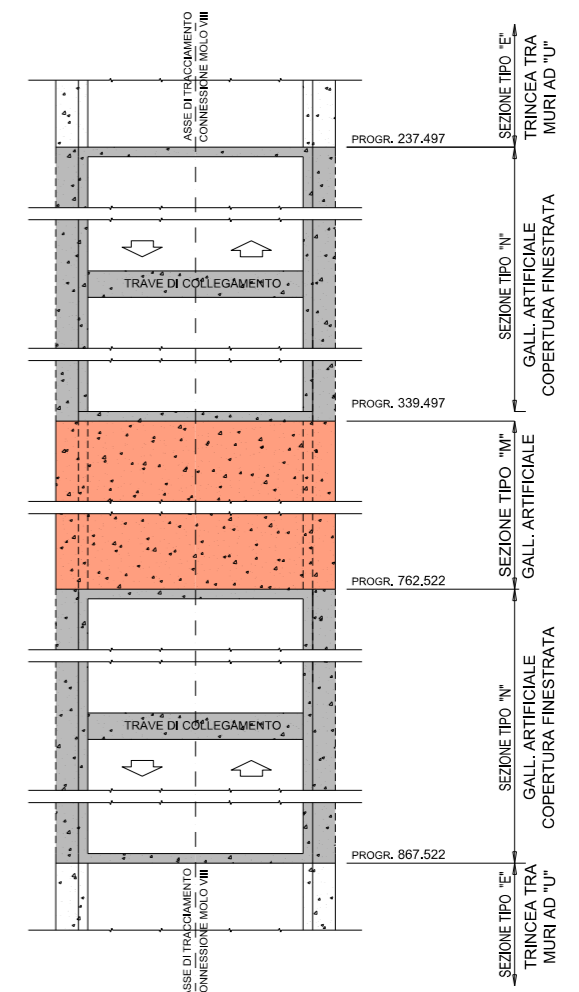 ASSE DI TRACCIAMENTO
CONNESSIONE MOLO VIII
SEZIONE TIPO "E"
TRINCEA TRA
MURI AD "U"
PROGR. 237.497
TRAVE DI COLLEGAMENTO
SEZIONE TIPO "N"
GALL. ARTIFICIALE
COPERTURA FINESTRATA
PROGR. 339.497
SEZIONE TIPO "M"
GALL. ARTIFICIALE
PROGR. 762.522
TRAVE DI COLLEGAMENTO
SEZIONE TIPO "N"
GALL. ARTIFICIALE
COPERTURA FINESTRATA
PROGR. 867.522
ASSE DI TRACCIAMENTO
CONNESSIONE MOLO VIII
SEZIONE TIPO "E"
TRINCEA TRA
MURI AD "U"